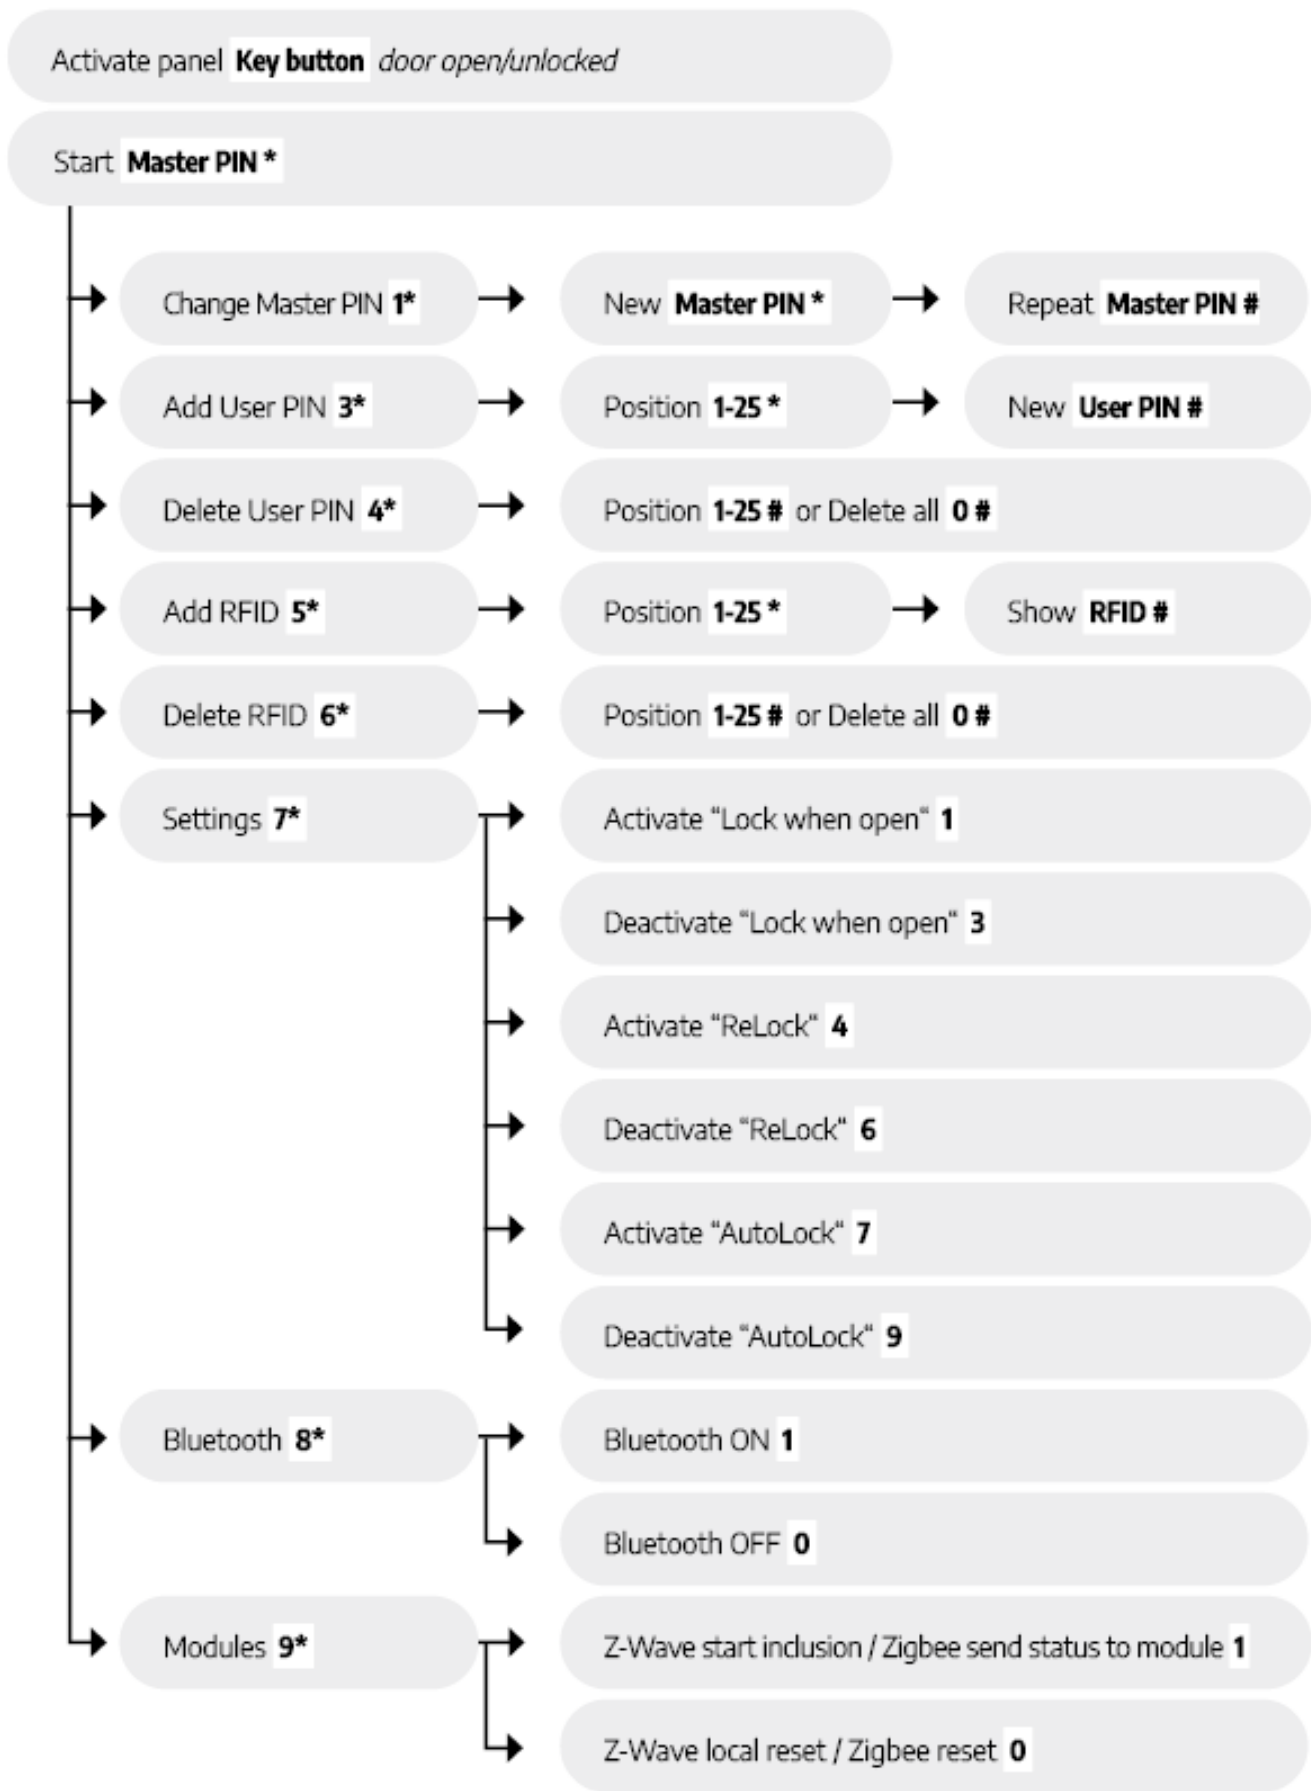 Activate panel Key button door open/unlocked
Start Master PIN *
Change Master PIN 1* New Master PIN * Repeat Master PIN #
Add User PIN 3* Position 1-25 * New User PIN #
Delete User PIN 4* Position 1-25 # or Delete all 0 #
Add RFID 5* Position 1-25 * Show RFID #
Delete RFID 6* Position 1-25 # or Delete all 0 #
Settings 7* Activate “Lock when open“ 1
Deactivate “Lock when open“ 3
Activate “ReLock“ 4
Deactivate “ReLock“ 6
Activate “AutoLock“ 7
Deactivate “AutoLock“ 9
Bluetooth 8* Bluetooth ON 1
Bluetooth OFF 0
Modules 9* Z-Wave start inclusion / Zigbee send status to module 1
Z-Wave local reset / Zigbee reset 0